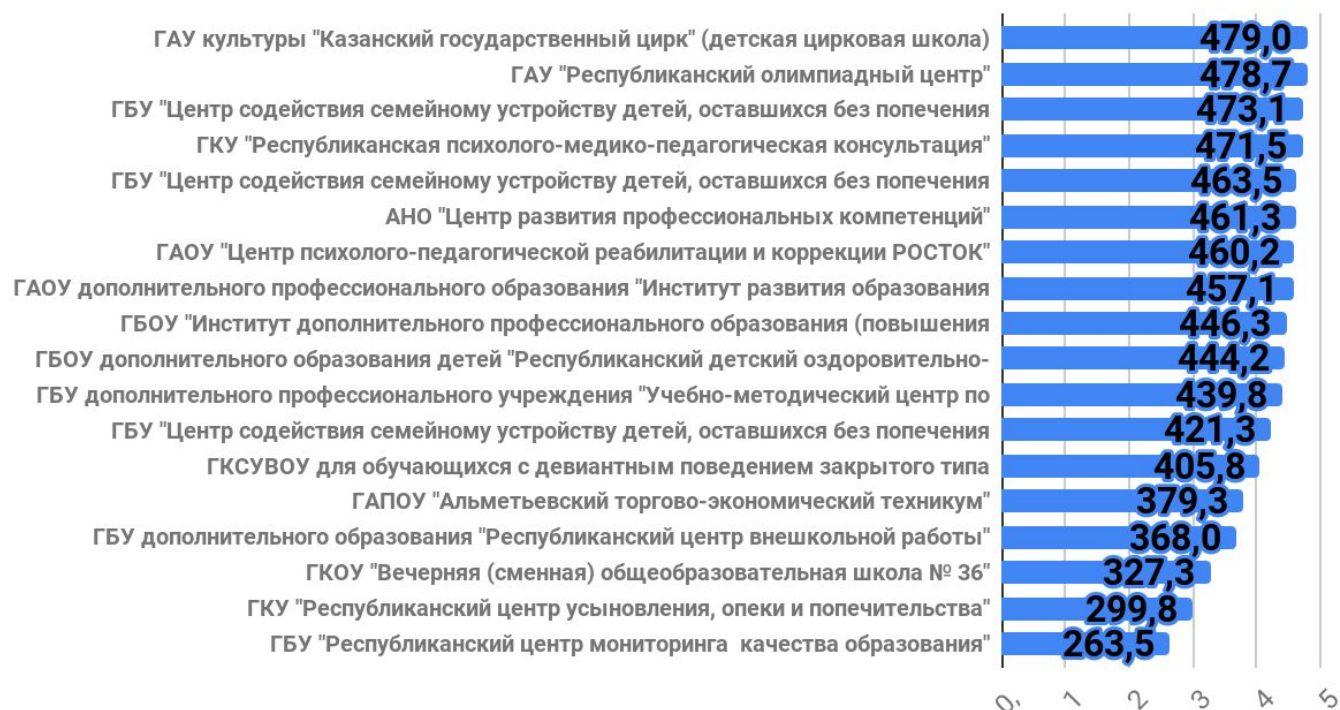 ГАУ культуры "Казанский государственный цирк" (детская цирковая школа) 479,0
ГАУ "Республиканский олимпиадный центр" 478,7
ГБУ "Центр содействия семейному устройству детей, оставшихся без попечения 473,1
ГКУ "Республиканская психолого-медико-педагогическая консультация" 471,5
ГБУ "Центр содействия семейному устройству детей, оставшихся без попечения 463,5
АНО "Центр развития профессиональных компетенций" 461,3
ГАОУ "Центр психолого-педагогической реабилитации и коррекции РОСТОК" 460,2
ГАОУ дополнительного профессионального образования "Институт развития образования 457,1
ГБОУ "Институт дополнительного профессионального образования (повышения 446,3
ГБОУ дополнительного образования детей "Республиканский детский оздоровительно- 444,2
ГБУ дополнительного профессионального учреждения "Учебно-методический центр по 439,8
ГБУ "Центр содействия семейному устройству детей, оставшихся без попечения 421,3
ГКСУВОУ для обучающихся с девиантным поведением закрытого типа 405,8
ГАПОУ "Альметьевский торгово-экономический техникум" 379,3
ГБУ дополнительного образования "Республиканский центр внешкольной работы" 368,0
ГКОУ "Вечерняя (сменная) общеобразовательная школа № 36" 327,3
ГКУ "Республиканский центр усыновления, опеки и попечительства" 299,8
ГБУ "Республиканский центр мониторинга качества образования" 263,5
0, 1 2 3 4 5